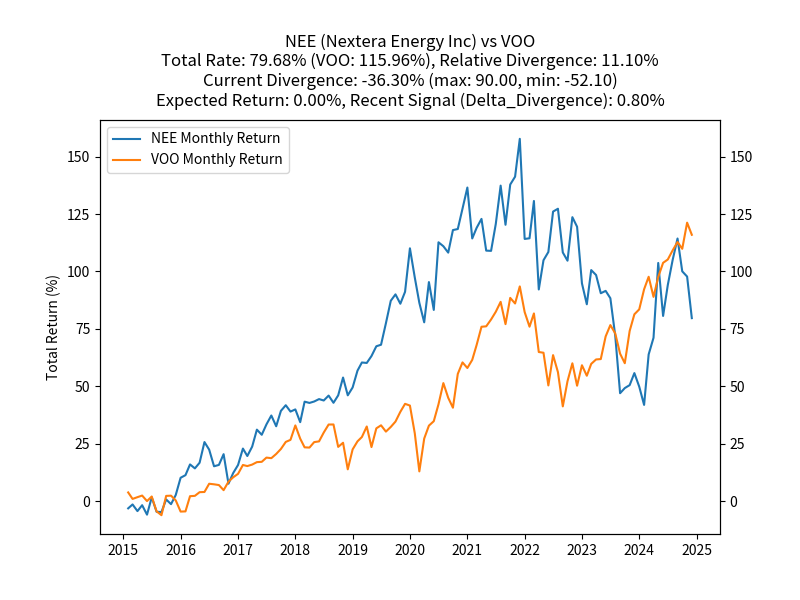 NEE (Nextera Energy Inc) vs VOO
Total Rate: 79.68% (VOO: 115.96%), Relative Divergence: 11.10%
Current Divergence: -36.30% (max: 90.00, min: -52.10)
Expected Return: 0.00%, Recent Signal (Delta_Divergence): 0.80%
NEE Monthly Return
VOO Monthly Return
Total Return (%)
150
125
100
75
50
25
0
150
125
100
75
50
25
0
2015 2016 2017 2018 2019 2020 2021 2022 2023 2024 2025